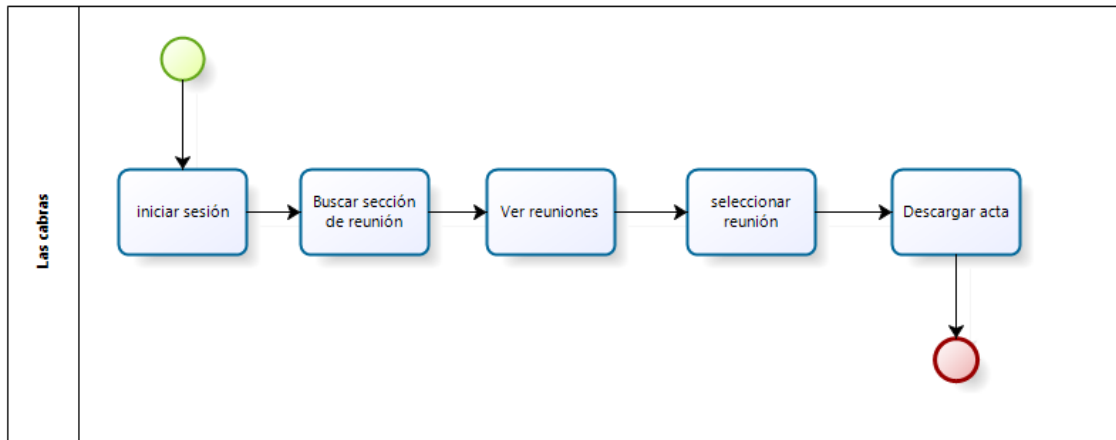 Las cabras
iniciar sesión
Buscar sección
de reunión
Ver reuniones
seleccionar
reunión
Descargar acta